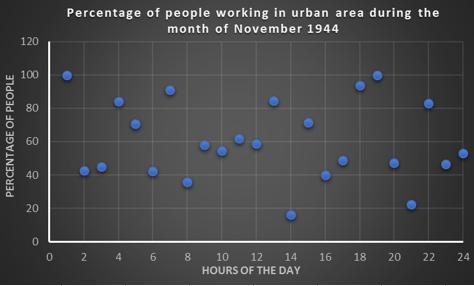 Percentage of people working in urban area during the
month of November 1944
120
100
80
60
40
20
0
PERCENTAGE OF PEOPLE
0 2 4 6 8 10 12 14 16 18 20 22 24
HOURS OF THE DAY